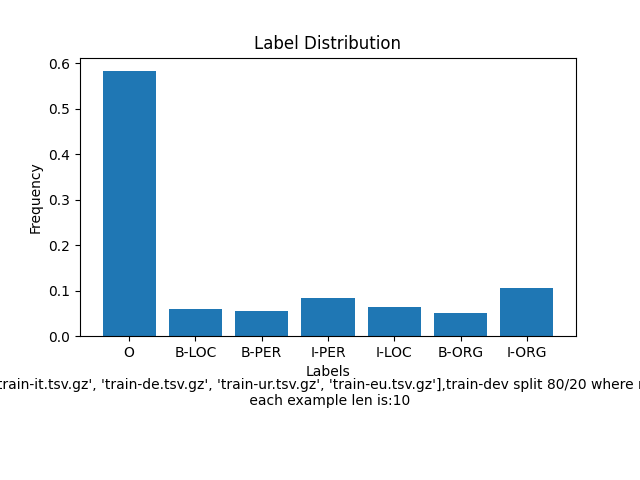 Label Distribution
Frequency
0.6
0.5
0.4
0.3
0.2
0.1
0.0
O B-LOC B-PER I-PER I-LOC B-ORG I-ORG
Labels
train-it.tsv.gz', 'train-de.tsv.gz', 'train-ur.tsv.gz', 'train-eu.tsv.gz'],train-dev split 80/20 where
each example len is:10